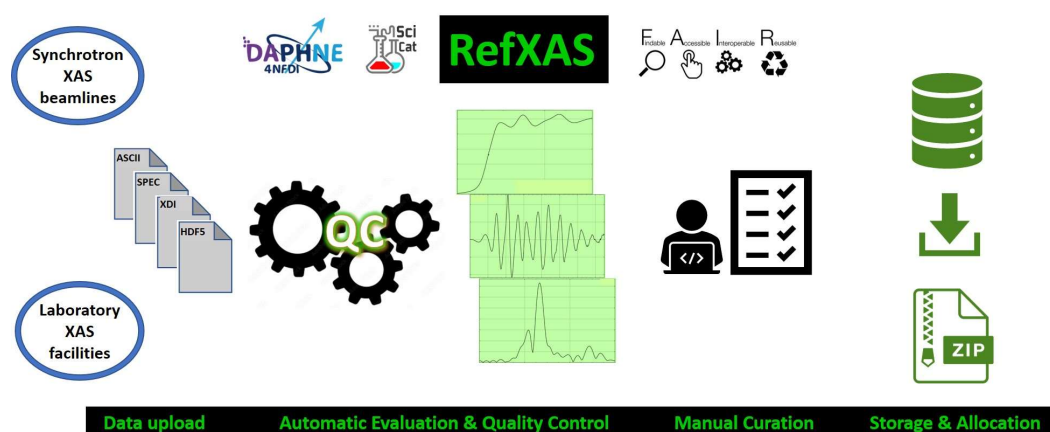 Synchrotron
XAS
beamlines
DAPHNE
4NFDI
Sci
Cat
RefXAS
Findable Accessible Interoperable Reusable
ASCII
SPEC
XDI
HDF5
QC
</>
ZIP
Laboratory
XAS
facilities
Data upload
Automatic Evaluation & Quality Control
Manual Curation
Storage & Allocation